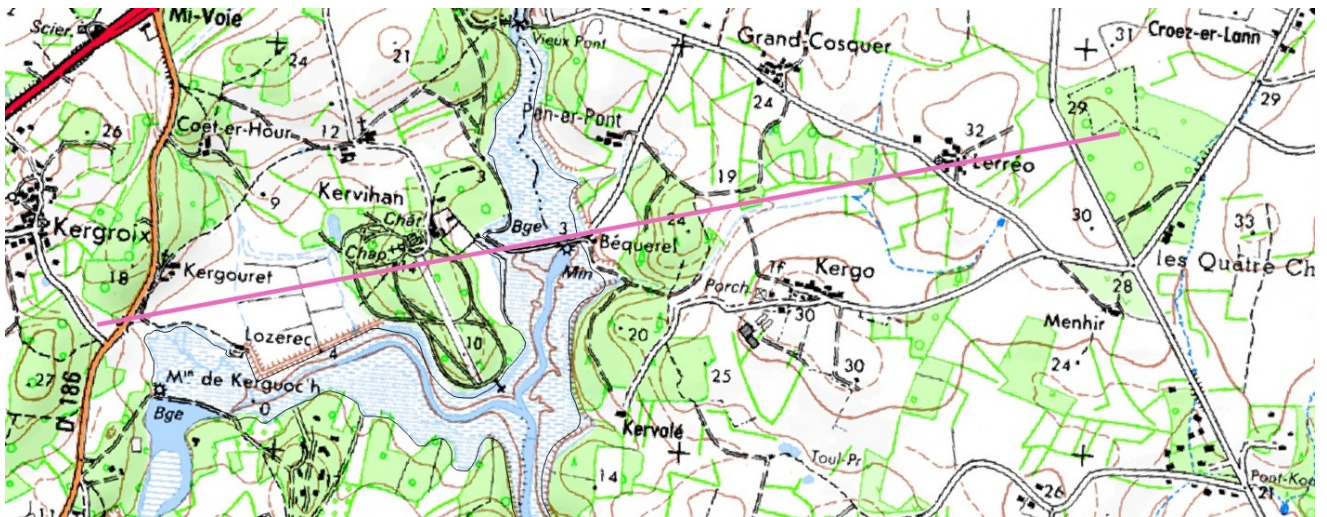 Scier.
Mi-Voie
24
21
Vieux Pont
Grand-Cosquer
31
Croez-er-Lann
26
Coët-er-Hour
12
Pen-er-Pont
24
29
29
32
Lerréo
Kervihan
3
19
9
Kergroix
Chât.
Chap.
Bge
3
Béquerel
24
30
33
18
Kergouret
Min
Kergo
les Quatre Ch
Porch.
30
28
Lozerec
4
10
20
Menhir
27
D 186
Min de Kerguoc'h
0
Bge
25
30
24
Kervalé
Toul-Pr
14
26
Pont-Koe
21